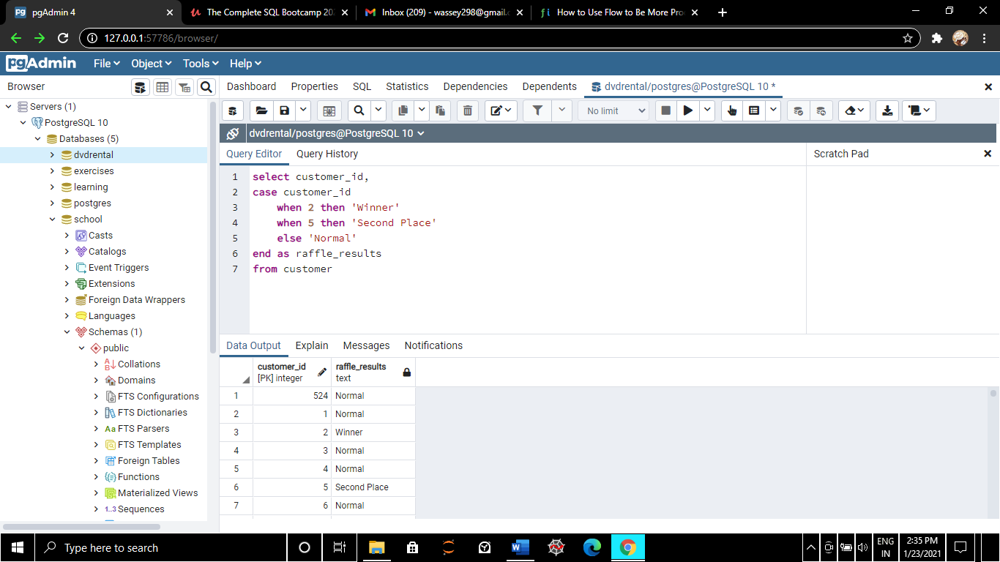 pgAdmin 4
The Complete SQL Bootcamp 202
Inbox (209) - wassey298@gmail.c
How to Use Flow to Be More Pro
127.0.0.1:57786/browser/
pgAdmin File Object Tools Help
Browser
Dashboard Properties SQL Statistics Dependencies Dependents dvdrental/postgres@PostgreSQL 10 *
No limit
dvdrental/postgres@PostgreSQL 10
Query Editor Query History
Scratch Pad
Servers (1)
PostgreSQL 10
Databases (5)
dvdrental
exercises
learning
postgres
school
Casts
Catalogs
Event Triggers
Extensions
Foreign Data Wrappers
Languages
Schemas (1)
public
Collations
Domains
FTS Configurations
FTS Dictionaries
Aa FTS Parsers
FTS Templates
Foreign Tables
Functions
Materialized Views
1..3 Sequences
1 select customer_id,
2 case customer_id
3 when 2 then 'Winner'
4 when 5 then 'Second Place'
5 else 'Normal'
6 end as raffle_results
7 from customer
Data Output Explain Messages Notifications
customer_id raffle_results
[PK] integer text
1 524 Normal
2 1 Normal
3 2 Winner
4 3 Normal
5 4 Normal
6 5 Second Place
7 6 Normal
Type here to search
ENG
IN
2:35 PM
1/23/2021